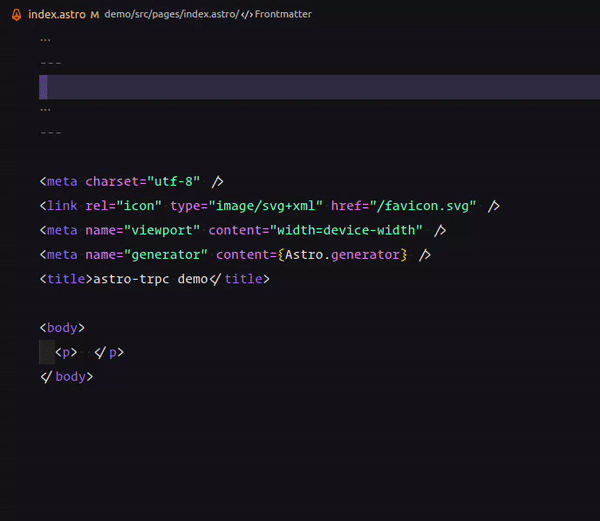 index.astro M demo/src/pages/index.astro/</>Frontmatter
...
---
...
---
<meta charset="utf-8" />
<link rel="icon" type="image/svg+xml" href="/favicon.svg" />
<meta name="viewport" content="width=device-width" />
<meta name="generator" content={Astro.generator} />
<title>astro-trpc demo</title>
<body>
<p> </p>
</body>